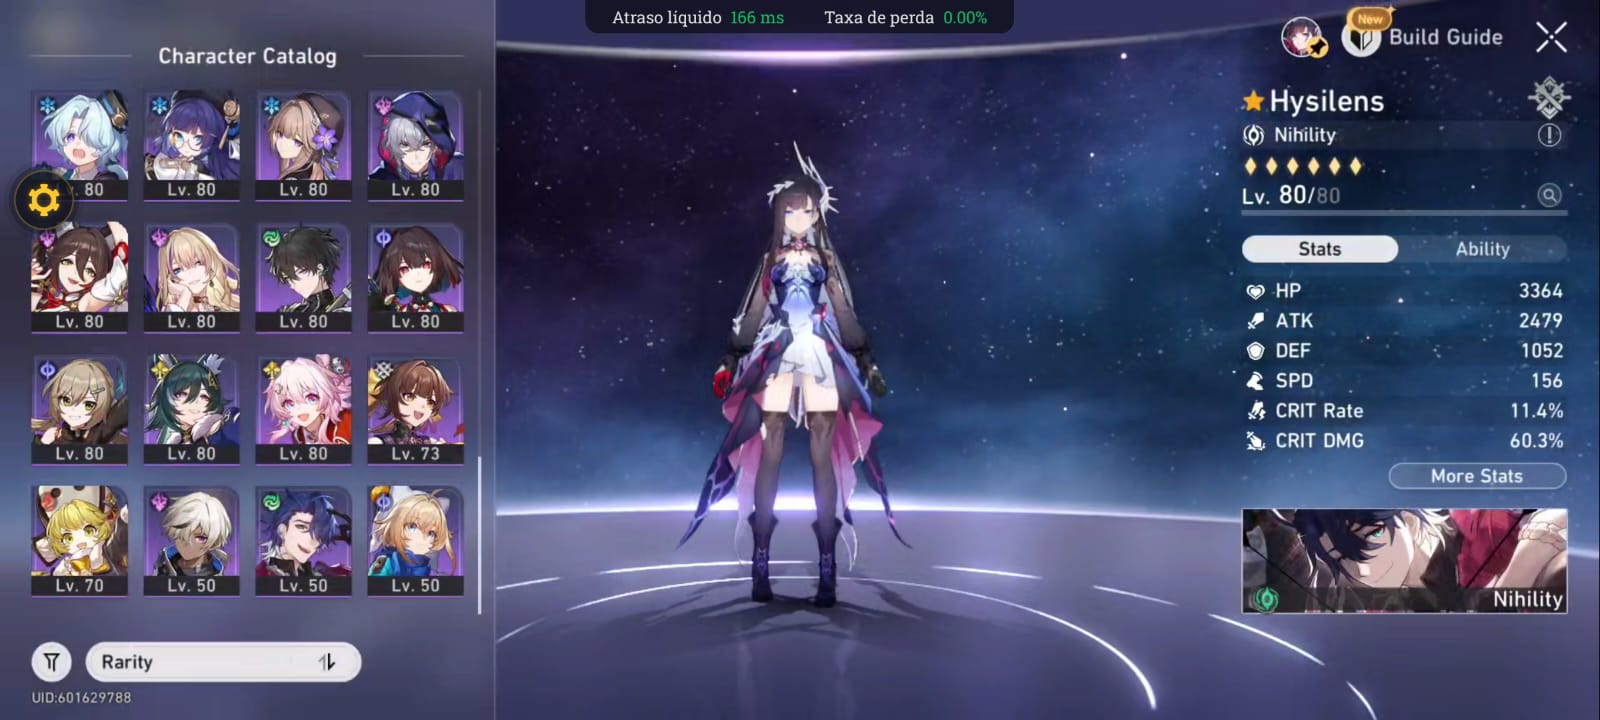 Atraso líquido 166 ms Taxa de perda 0.00%
Character Catalog
80 Lv. 80 Lv. 80 Lv. 80
Lv. 80 Lv. 80 Lv. 80 Lv. 80
Lv. 80 Lv. 80 Lv. 80 Lv. 73
Lv. 70 Lv. 50 Lv. 50 Lv. 50
Rarity
UID:601629788
New
Build Guide
Hysilens
Nihility
Lv. 80/80
Stats Ability
HP 3364
ATK 2479
DEF 1052
SPD 156
CRIT Rate 11.4%
CRIT DMG 60.3%
More Stats
Nihility